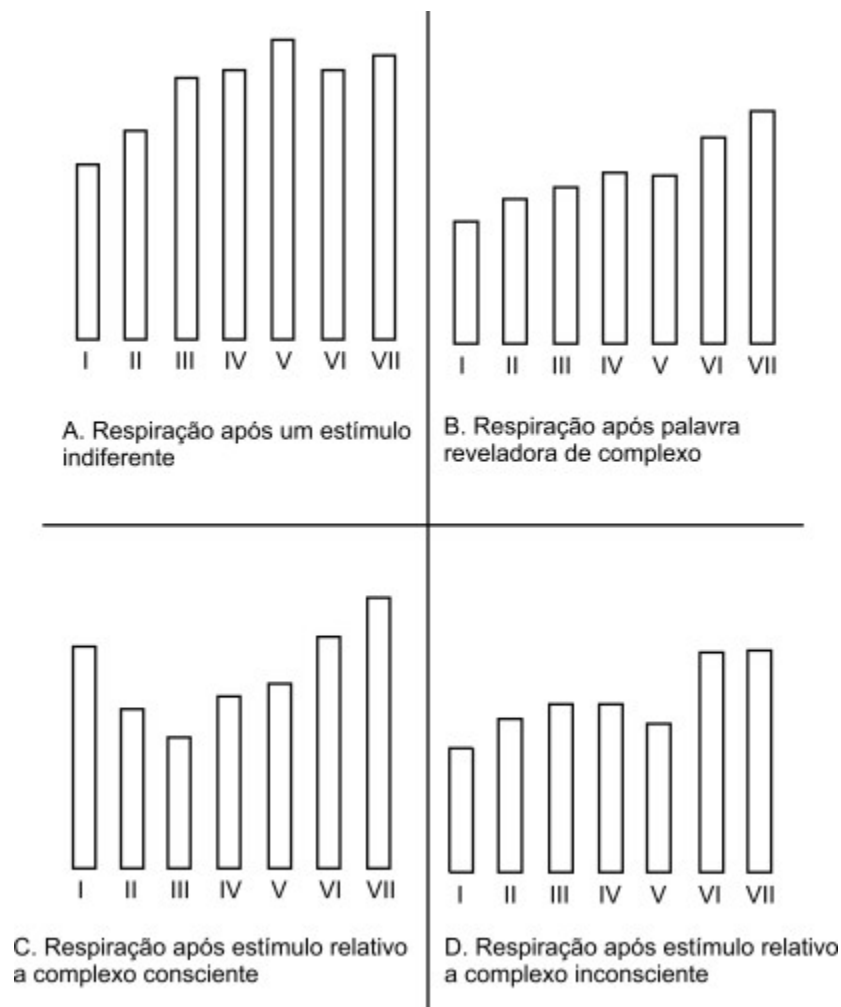 I II III IV V VI VII
A. Respiração após um estímulo
indiferente
I II III IV V VI VII
B. Respiração após palavra
reveladora de complexo
I II III IV V VI VII
C. Respiração após estímulo relativo
a complexo consciente
I II III IV V VI VII
D. Respiração após estímulo relativo
a complexo inconsciente